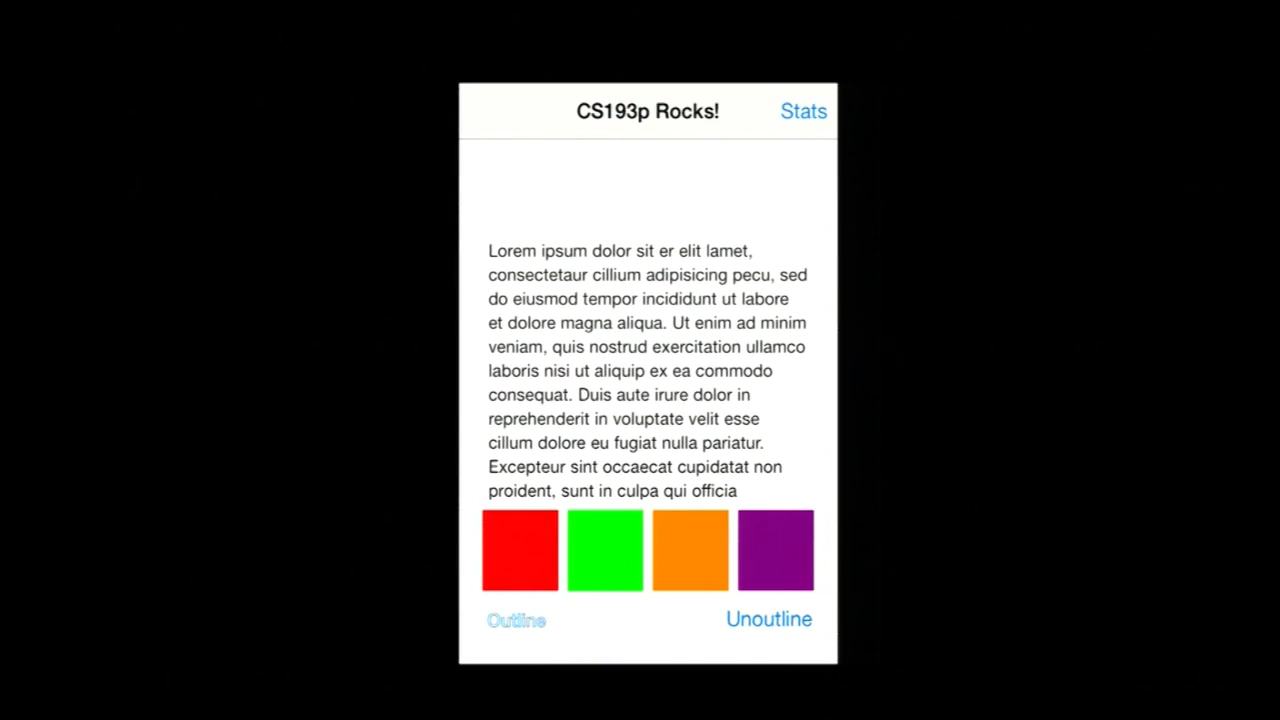 CS193p Rocks!
Stats
Lorem ipsum dolor sit er elit lamet,
consectetaur cillium adipisicing pecu, sed
do eiusmod tempor incididunt ut labore
et dolore magna aliqua. Ut enim ad minim
veniam, quis nostrud exercitation ullamco
laboris nisi ut aliquip ex ea commodo
consequat. Duis aute irure dolor in
reprehenderit in voluptate velit esse
cillum dolore eu fugiat nulla pariatur.
Excepteur sint occaecat cupidatat non
proident, sunt in culpa qui officia
Outline
Unoutline